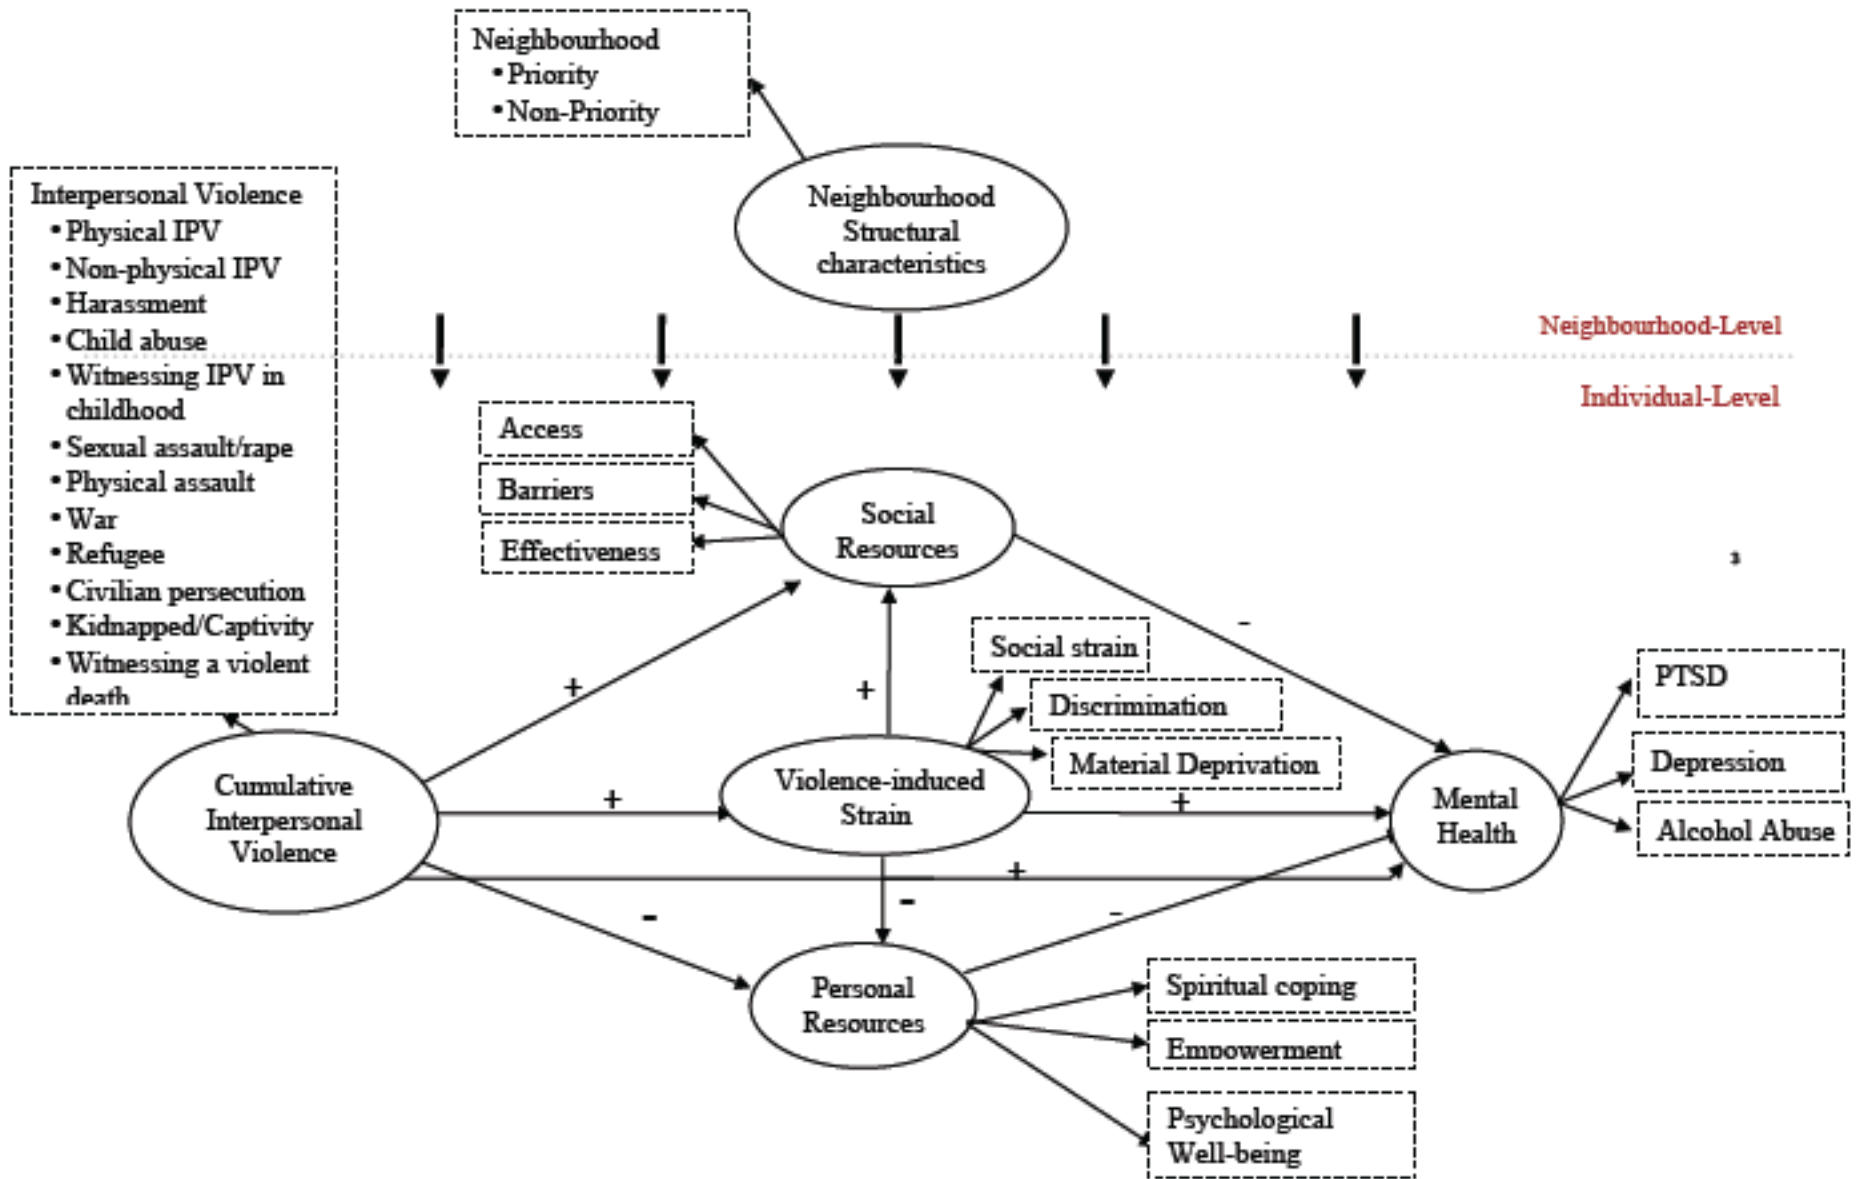 Neighbourhood
• Priority
• Non-Priority
Interpersonal Violence
• Physical IPV
• Non-physical IPV
• Harassment
• Child abuse
• Witnessing IPV in
childhood
• Sexual assault/rape
• Physical assault
• War
• Refugee
• Civilian persecution
• Kidnapped/Captivity
• Witnessing a violent
death
Neighbourhood
Structural
characteristics
Neighbourhood-Level
Individual-Level
Access
Barriers
Effectiveness
Social
Resources
3
-
Social strain
Discrimination
Material Deprivation
+
+
+
+
+
Violence-induced
Strain
Cumulative
Interpersonal
Violence
Mental
Health
PTSD
Depression
Alcohol Abuse
-
-
-
Personal
Resources
Spiritual coping
Empowerment
Psychological
Well-being